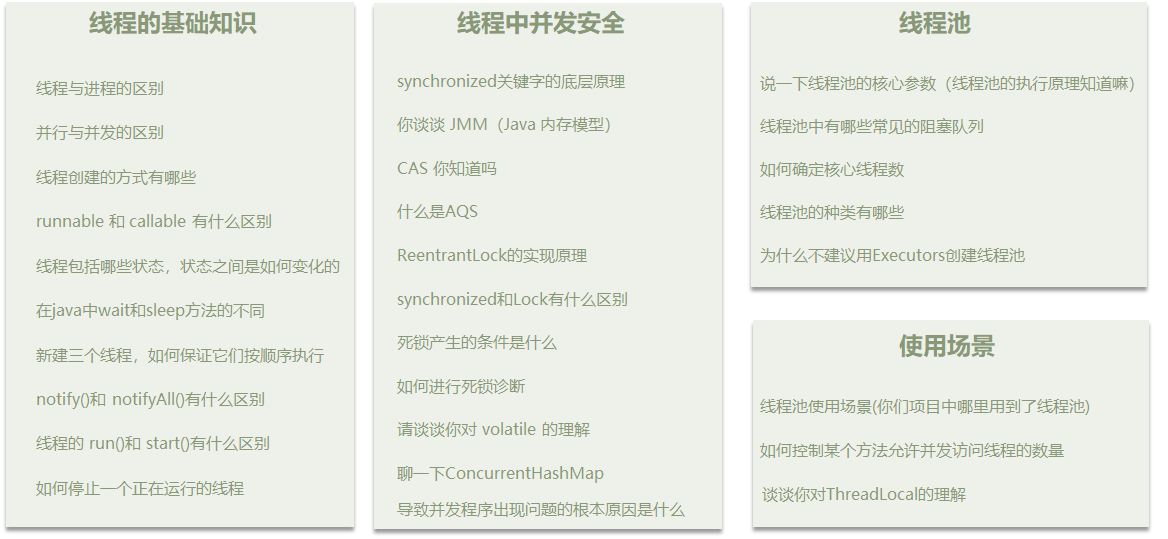 线程的基础知识
线程与进程的区别
并行与并发的区别
线程创建的方式有哪些
runnable 和 callable 有什么区别
线程包括哪些状态，状态之间是如何变化的
在java中wait和sleep方法的不同
新建三个线程，如何保证它们按顺序执行
notify()和 notifyAll()有什么区别
线程的 run()和 start()有什么区别
如何停止一个正在运行的线程
线程中并发安全
synchronized关键字的底层原理
你谈谈 JMM（Java 内存模型）
CAS 你知道吗
什么是AQS
ReentrantLock的实现原理
synchronized和Lock有什么区别
死锁产生的条件是什么
如何进行死锁诊断
请谈谈你对 volatile 的理解
聊一下ConcurrentHashMap
导致并发程序出现问题的根本原因是什么
线程池
说一下线程池的核心参数（线程池的执行原理知道嘛）
线程池中有哪些常见的阻塞队列
如何确定核心线程数
线程池的种类有哪些
为什么不建议用Executors创建线程池
使用场景
线程池使用场景(你们项目中哪里用到了线程池)
如何控制某个方法允许并发访问线程的数量
谈谈你对ThreadLocal的理解